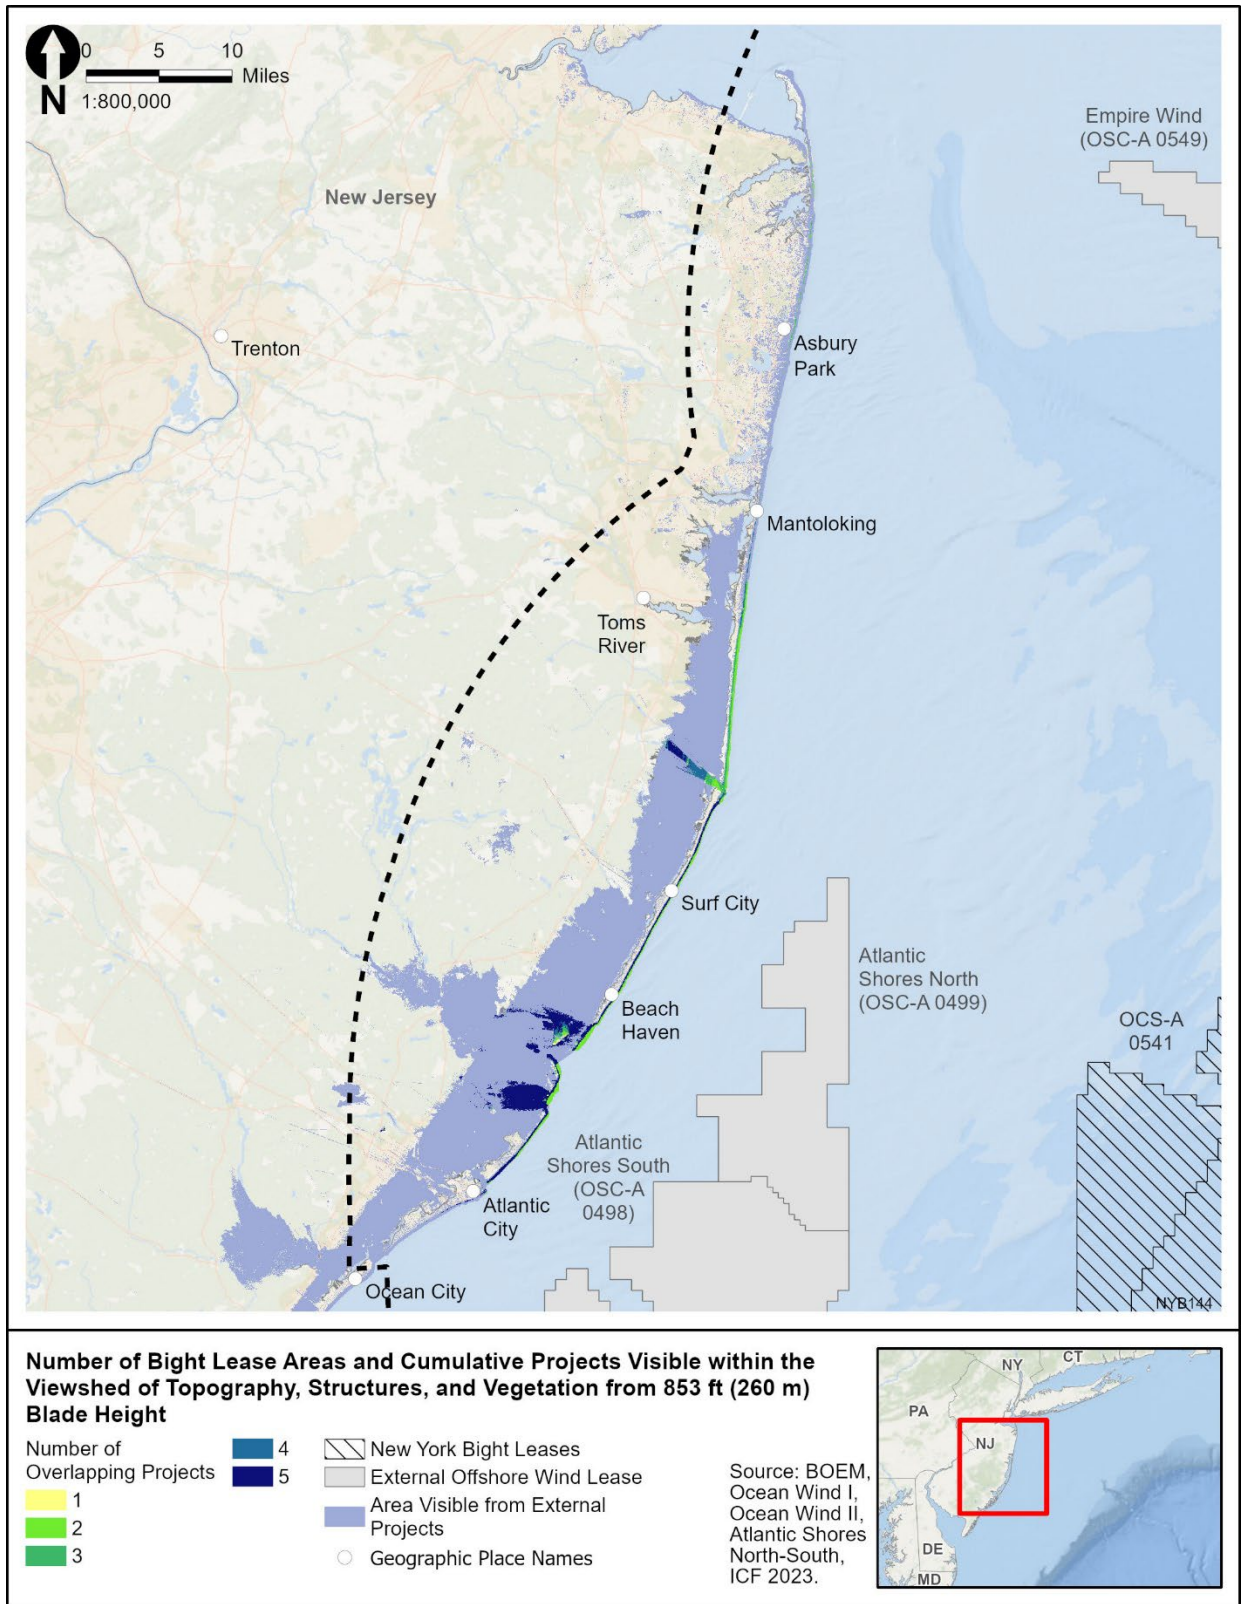 0 5 10
Miles
1:800,000
N
Empire Wind
(OSC-A 0549)
New Jersey
Trenton
Asbury
Park
Mantoloking
Toms
River
Surf City
Atlantic
Shores North
(OSC-A 0499)
Beach
Haven
OCS-A
0541
Atlantic
Shores South
(OSC-A
0498)
Atlantic
City
Ocean City
NYB144
Number of Bight Lease Areas and Cumulative Projects Visible within the
Viewshed of Topography, Structures, and Vegetation from 853 ft (260 m)
Blade Height
Number of
Overlapping Projects
1
2
3
4
5
New York Bight Leases
External Offshore Wind Lease
Area Visible from External
Projects
Geographic Place Names
Source: BOEM,
Ocean Wind I,
Ocean Wind II,
Atlantic Shores
North-South,
ICF 2023.
NY
CT
PA
NJ
DE
MD